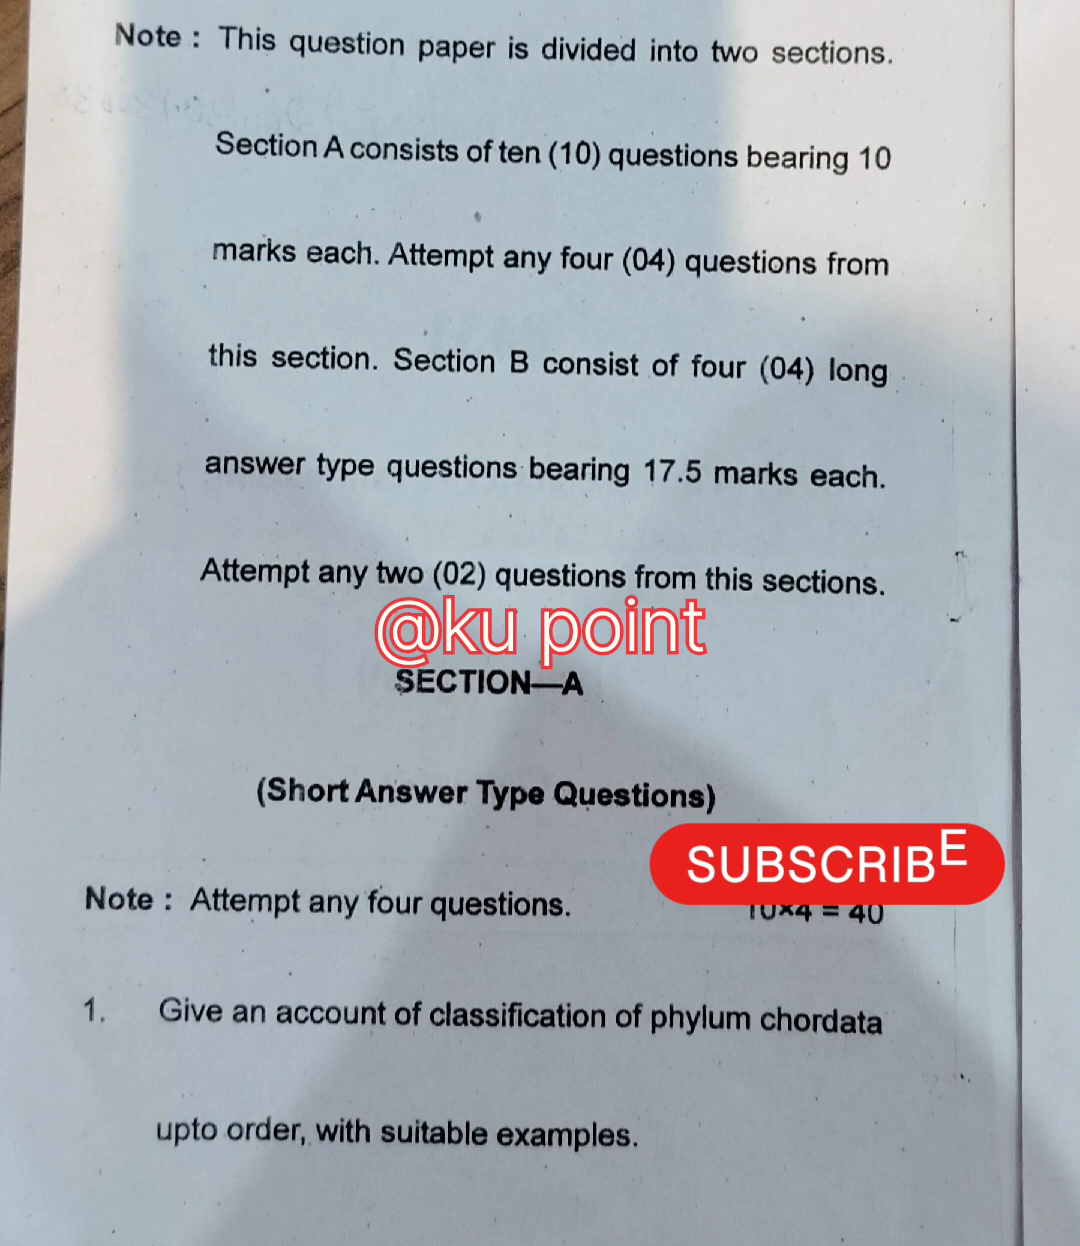 Note : This question paper is divided into two sections.
Section A consists of ten (10) questions bearing 10
marks each. Attempt any four (04) questions from
this section. Section B consist of four (04) long
answer type questions bearing 17.5 marks each.
Attempt any two (02) questions from this sections.
@ku point
SECTION—A
(Short Answer Type Questions)
SUBSCRIBE
Note : Attempt any four questions. 10×4 = 40
1. Give an account of classification of phylum chordata
upto order, with suitable examples.